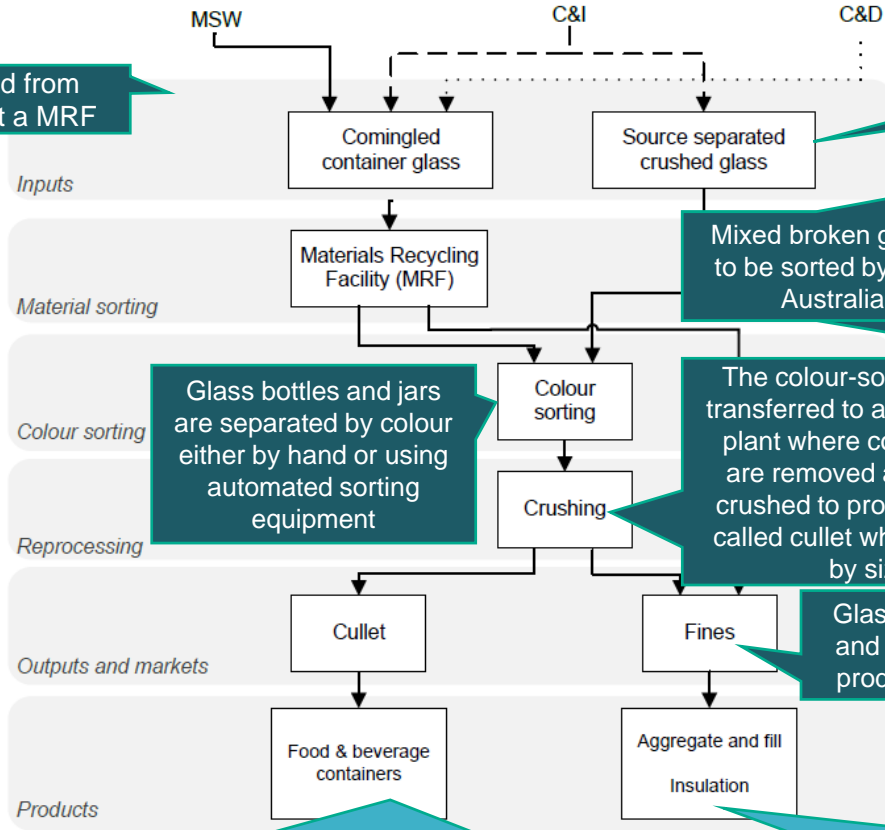 MSW
C&I
C&D
d from
t a MRF
Comingled
container glass
Source separated
crushed glass
Inputs
Mixed broken g
to be sorted by
Australia
Materials Recycling
Facility (MRF)
Material sorting
Glass bottles and jars
are separated by colour
either by hand or using
automated sorting
equipment
Colour
sorting
Colour sorting
The colour-so
transferred to a
plant where co
are removed a
crushed to pro
called cullet wh
by siz
Crushing
Reprocessing
Cullet
Fines
Glas
and
proc
Outputs and markets
Food & beverage
containers
Aggregate and fill
Insulation
Products